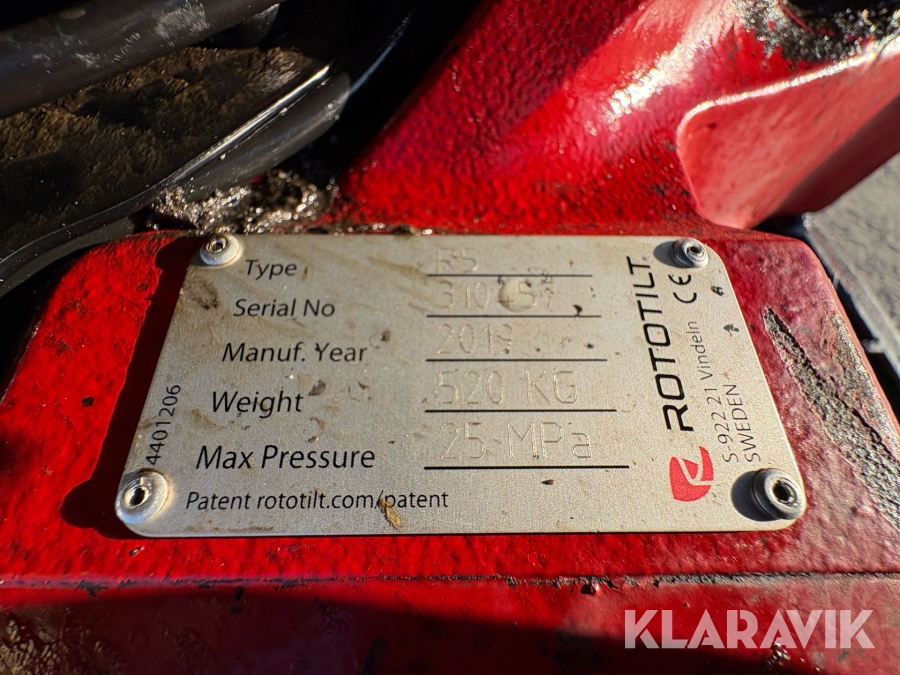 Type R5
Serial No
Manuf. Year 2019
Weight 520 KG
Max Pressure 25 MPa
Patent rototilt.com/patent
4401206
ROTOTILT®
S-922 21 Vindeln CE
SWEDEN
KLARAVIK